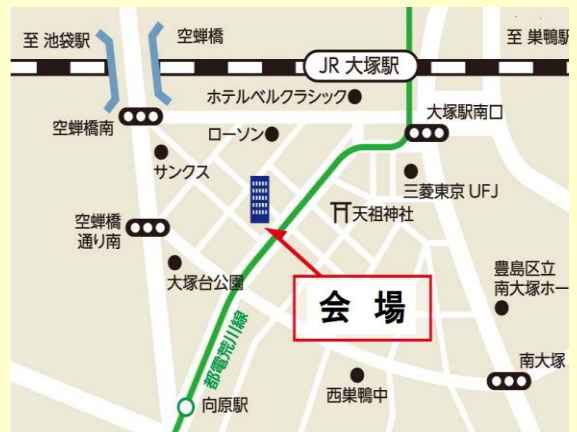 至 池袋駅
空蝉橋
至 巣鴨駅
JR 大塚駅
ホテルベルクラシック
大塚駅南口
空蝉橋南
ローソン
サンクス
三菱東京 UFJ
天祖神社
空蝉橋
通り南
大塚台公園
会 場
豊島区立
南大塚ホー
都電荒川線
南大塚
西巣鴨中
向原駅